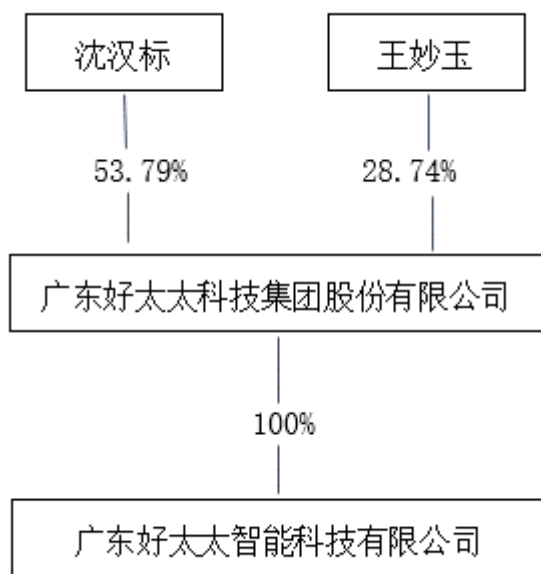 沈汉标
王妙玉
53.79%
28.74%
广东好太太科技集团股份有限公司
100%
广东好太太智能科技有限公司